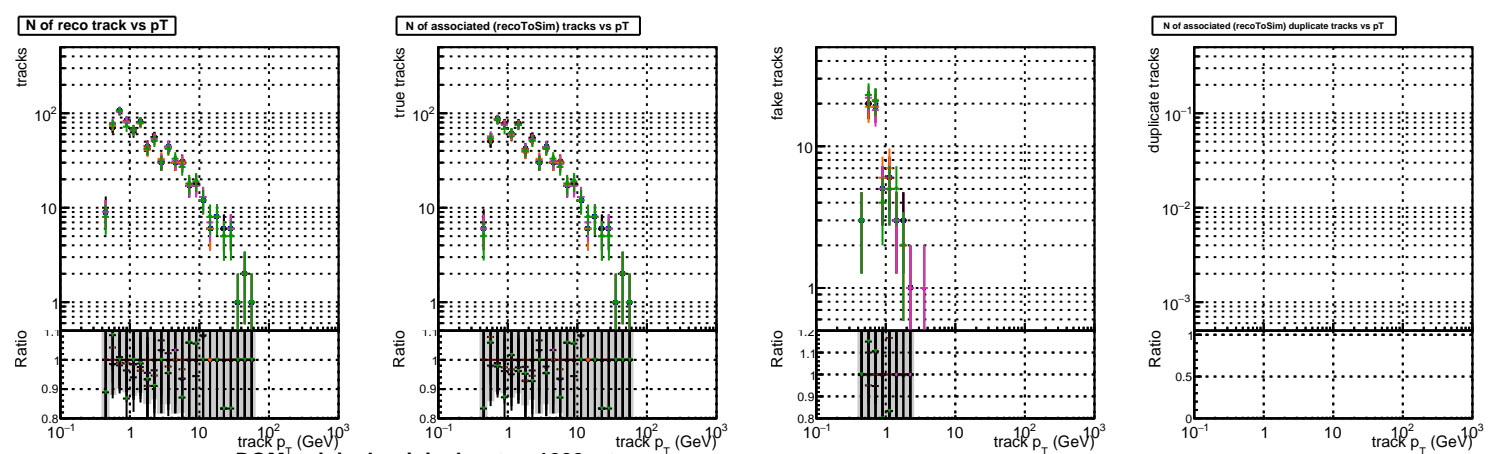 N of reco track vs pT
N of associated (recoToSim) tracks vs pT
N of associated (recoToSim) duplicate tracks vs pT
tracks
10²
10
1
Ratio
1.1
1
0.9
0.8
10⁻¹ 1 10 10² 10³
track p_T (GeV)
true tracks
10²
10
1
Ratio
1.1
1
0.9
0.8
10⁻¹ 1 10 10² 10³
track p_T (GeV)
fake tracks
10
1
Ratio
1.2
1.1
1
0.9
0.8
10⁻¹ 1 10 10² 10³
track p_T (GeV)
duplicate tracks
10⁻¹
10⁻²
10⁻³
Ratio
1
0.5
0
10⁻¹ 1 10 10² 10³
track p_T (GeV)